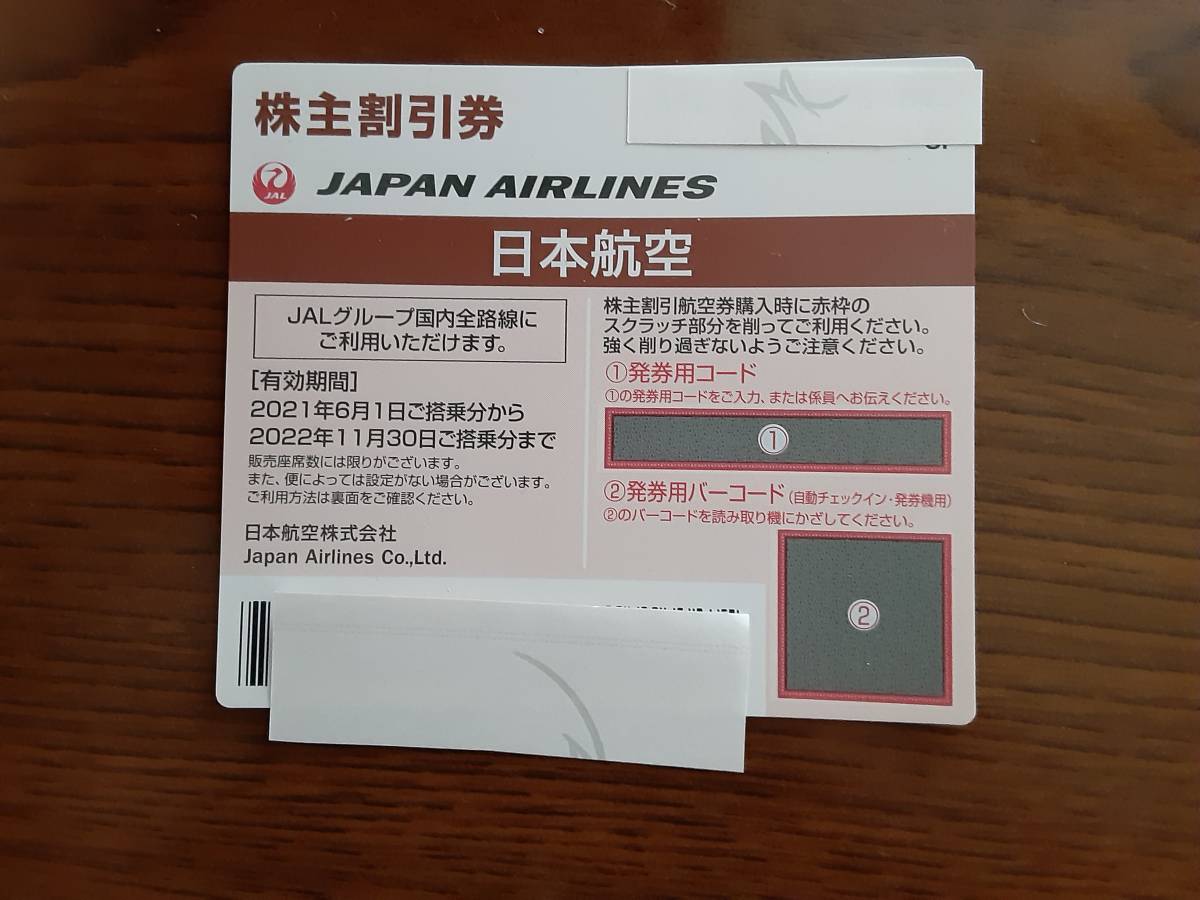 株主割引券
JAL
JAPAN AIRLINES
日本航空
JALグループ国内全路線に
ご利用いただけます。
[有効期間]
2021年6月1日ご搭乗分から
2022年11月30日ご搭乗分まで
販売座席数には限りがございます。
また、便によっては設定がない場合がございます。
ご利用方法は裏面をご確認ください。
日本航空株式会社
Japan Airlines Co.,Ltd.
株主割引航空券購入時に赤枠の
スクラッチ部分を削ってご利用ください。
強く削り過ぎないようご注意ください。
①発券用コード
①の発券用コードをご入力、または係員へお伝えください。
①
②発券用バーコード(自動チェックイン・発券機用)
②のバーコードを読み取り機にかざしてください。
②